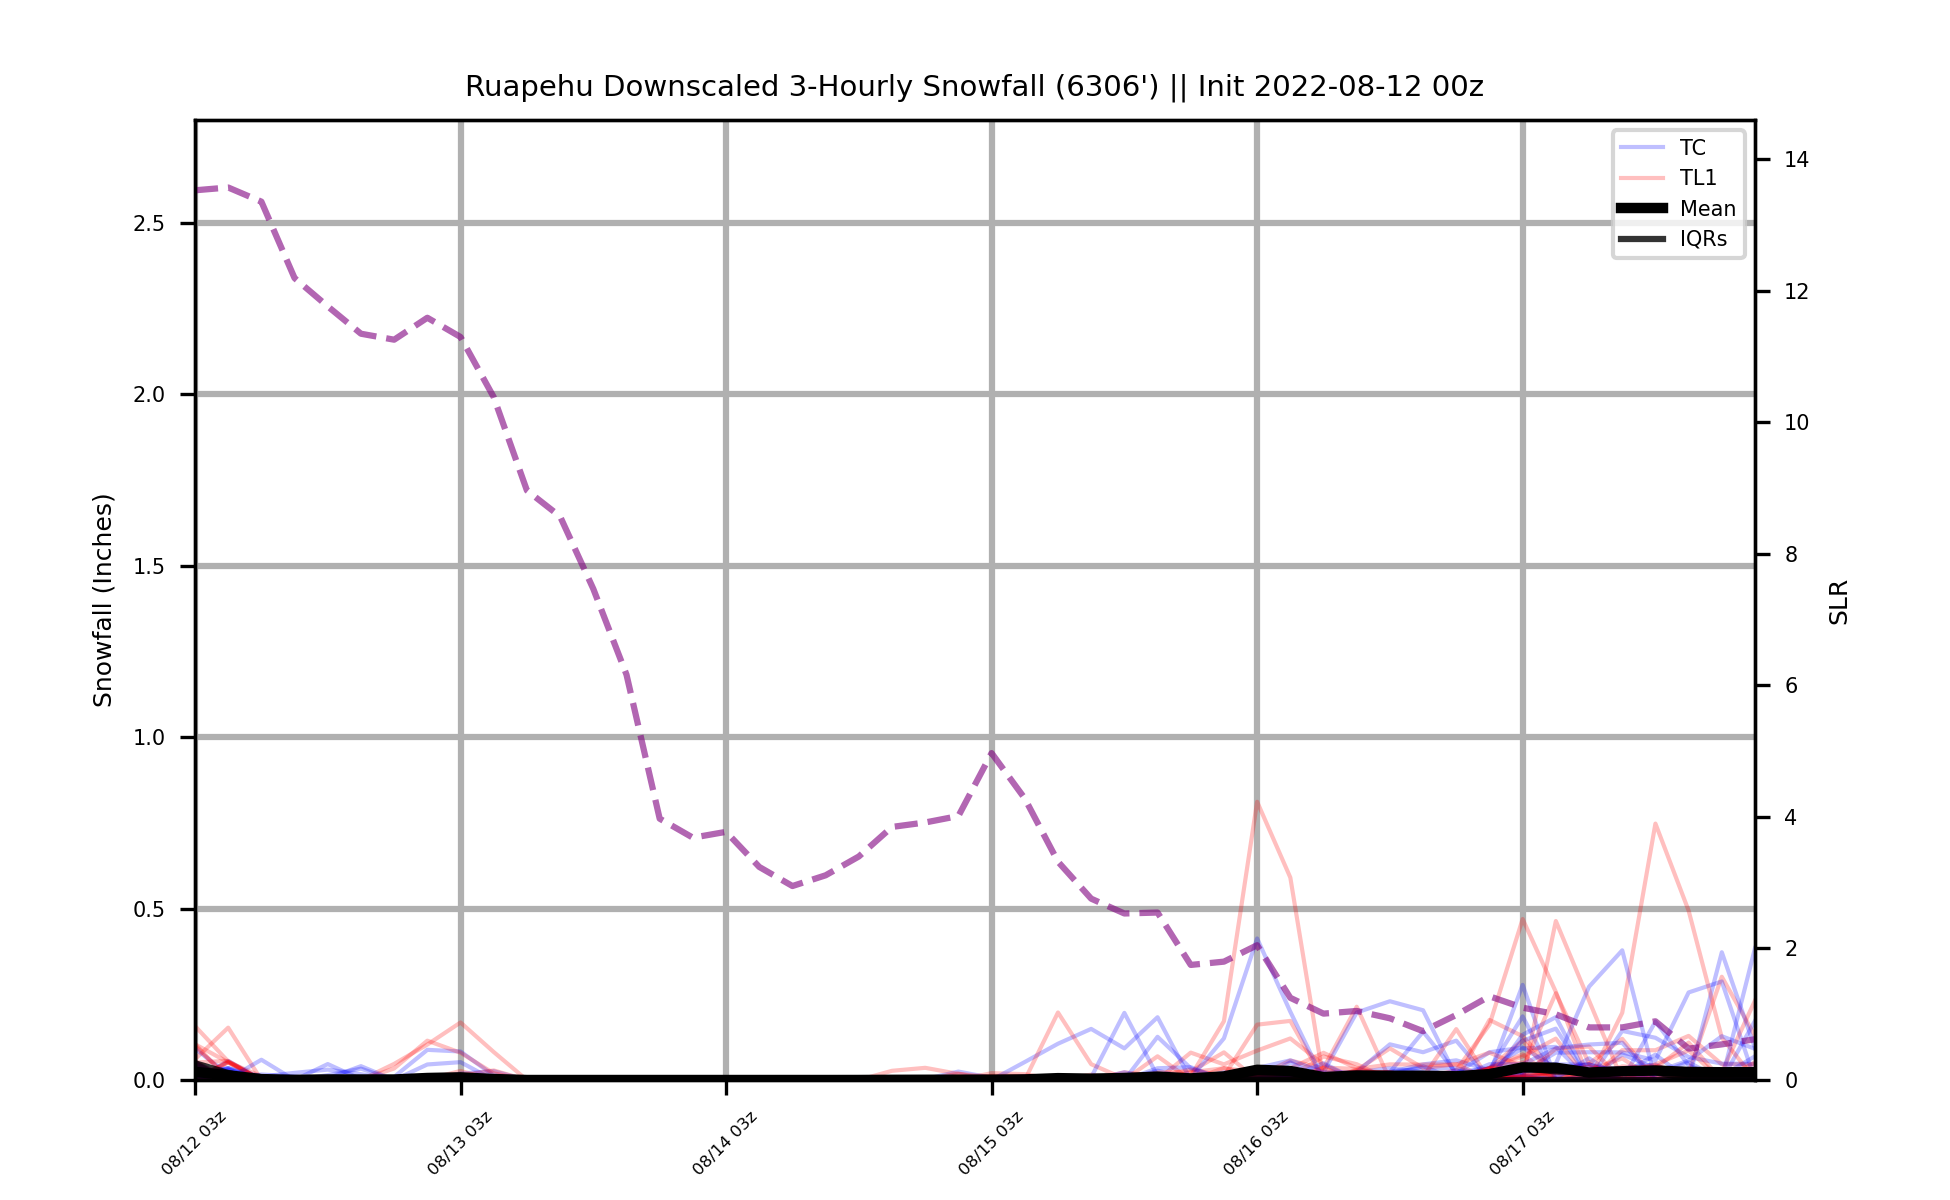 Ruapehu Downscaled 3-Hourly Snowfall (6306') || Init 2022-08-12 00z
TC
TL1
Mean
IQRs
Snowfall (Inches)
2.5
2.0
1.5
1.0
0.5
0.0
14
12
10
8
6
4
2
0
SLR
08/12 03z
08/13 03z
08/14 03z
08/15 03z
08/16 03z
08/17 03z